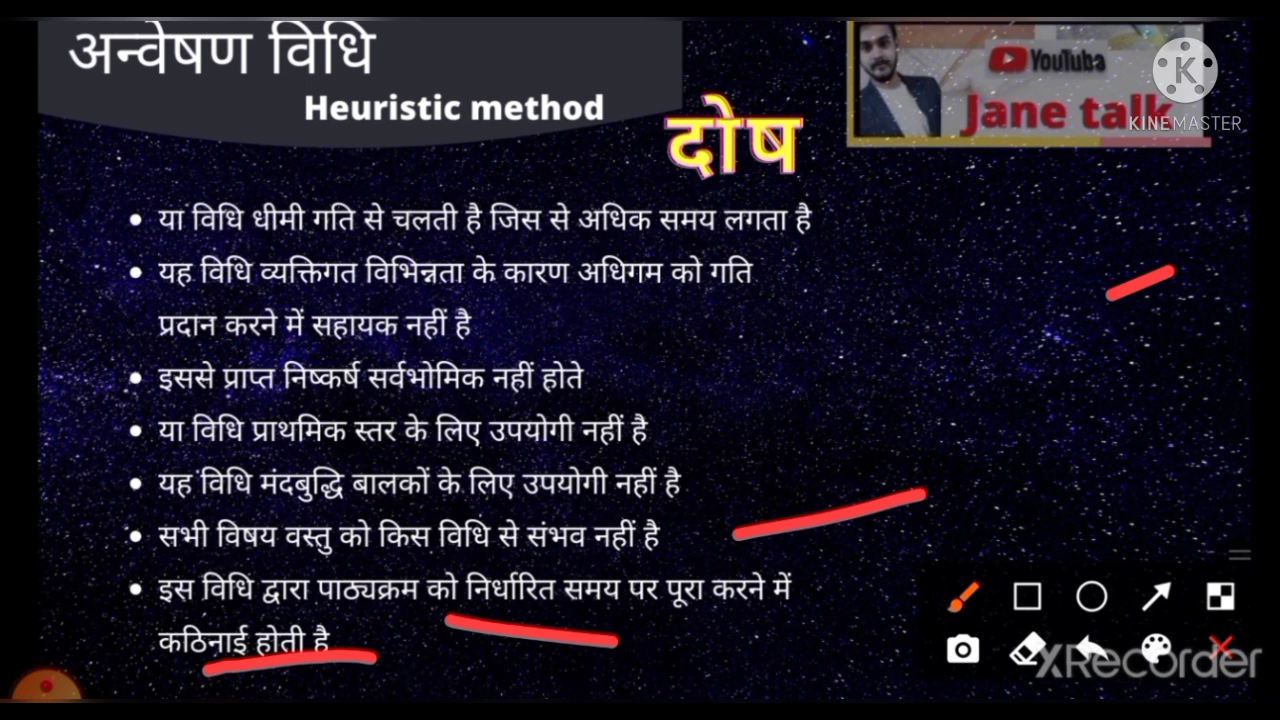 अन्वेषण विधि
Heuristic method
दोष
YouTuba
Jane talk
KINEMASTER
• या विधि धीमी गति से चलती है जिस से अधिक समय लगता है
• यह विधि व्यक्तिगत विभिन्नता के कारण अधिगम को गति
प्रदान करने में सहायक नहीं है
• इससे प्राप्त निष्कर्ष सर्वभोमिक नहीं होते
• या विधि प्राथमिक स्तर के लिए उपयोगी नहीं है
• यह विधि मंदबुद्धि बालकों के लिए उपयोगी नहीं है
• सभी विषय वस्तु को किस विधि से संभव नहीं है
• इस विधि द्वारा पाठ्यक्रम को निर्धारित समय पर पूरा करने में
कठिनाई होती है
XRecorder